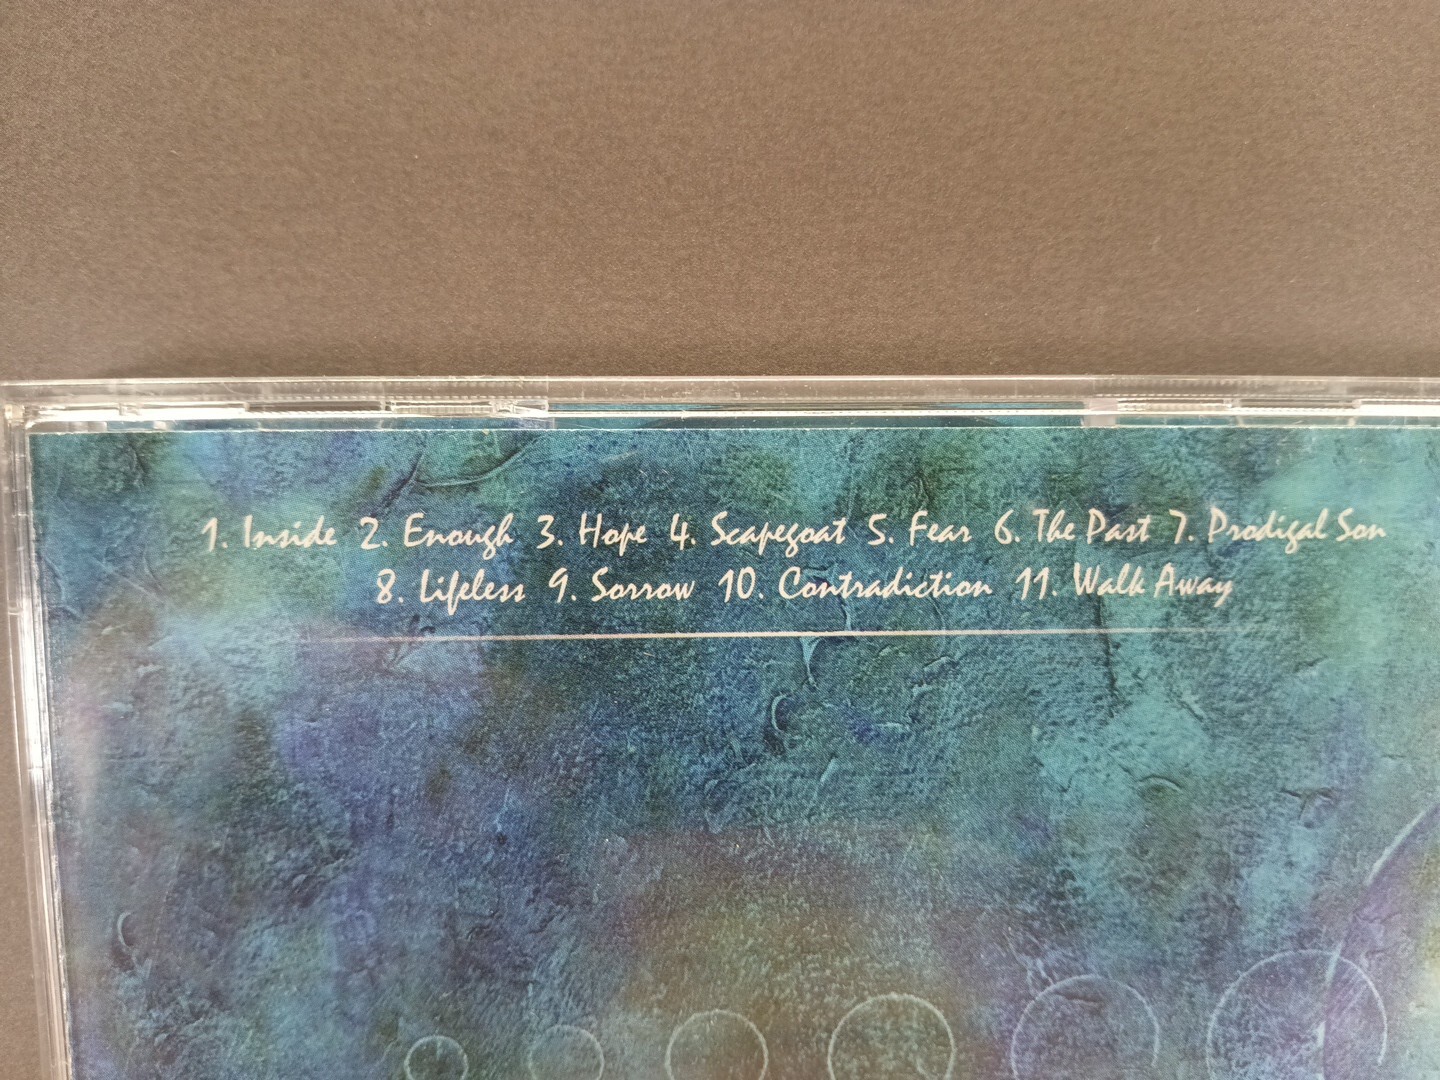 1. Inside 2. Enough 3. Hope 4. Scapegoat 5. Fear 6. The Past 7. Prodigal Son
8. Lifeless 9. Sorrow 10. Contradiction 11. Walk Away